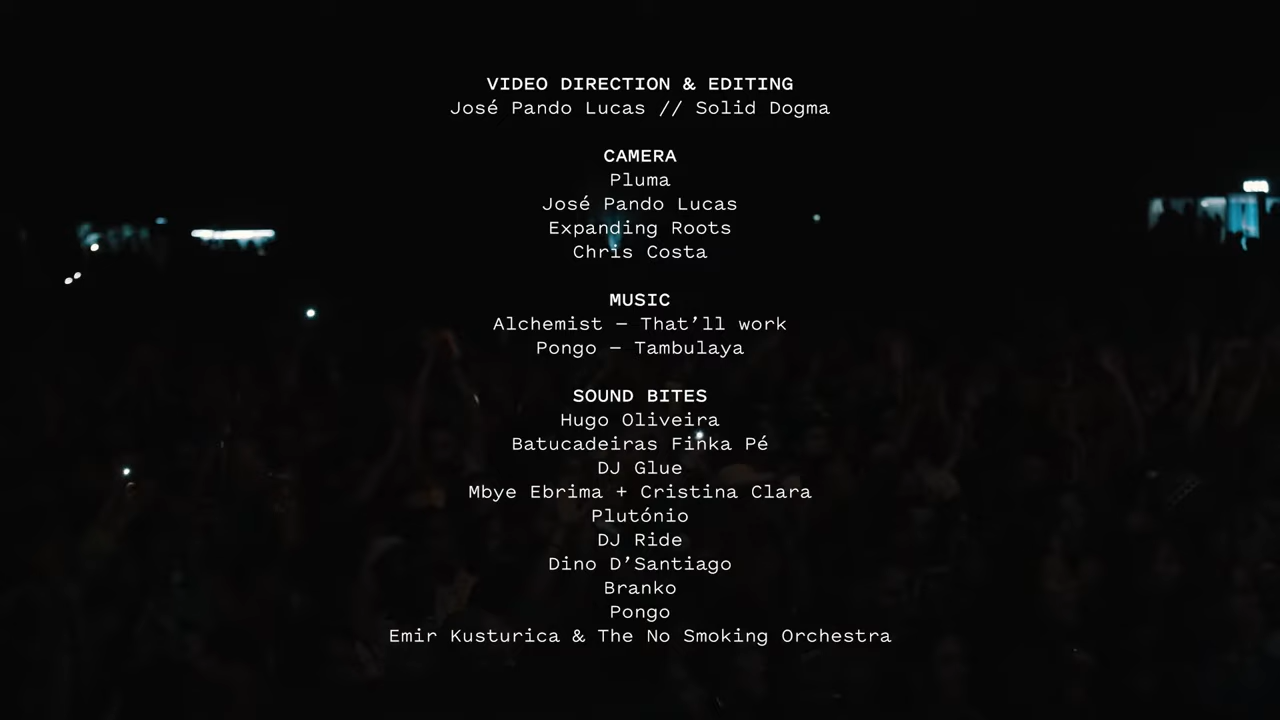 VIDEO DIRECTION & EDITING
José Pando Lucas // Solid Dogma
CAMERA
Pluma
José Pando Lucas
Expanding Roots
Chris Costa
MUSIC
Alchemist – That’ll work
Pongo – Tambulaya
SOUND BITES
Hugo Oliveira
Batucadeiras Finka Pé
DJ Glue
Mbye Ebrima + Cristina Clara
Plutónio
DJ Ride
Dino D’Santiago
Branko
Pongo
Emir Kusturica & The No Smoking Orchestra